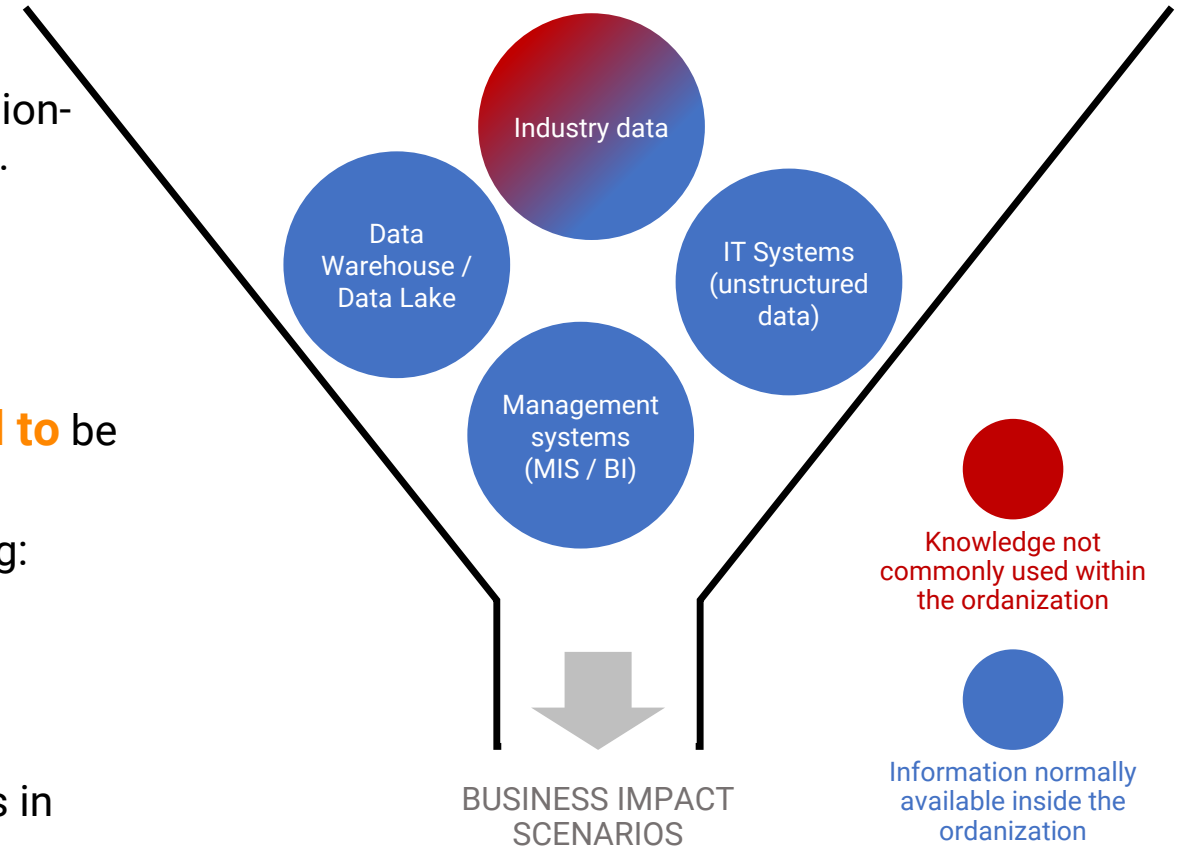 ion-
.
l to be
g:
s in
Industry data
Data
Warehouse /
Data Lake
IT Systems
(unstructured
data)
Management
systems
(MIS / BI)
BUSINESS IMPACT
SCENARIOS
Knowledge not
commonly used within
the ordanization
Information normally
available inside the
ordanization